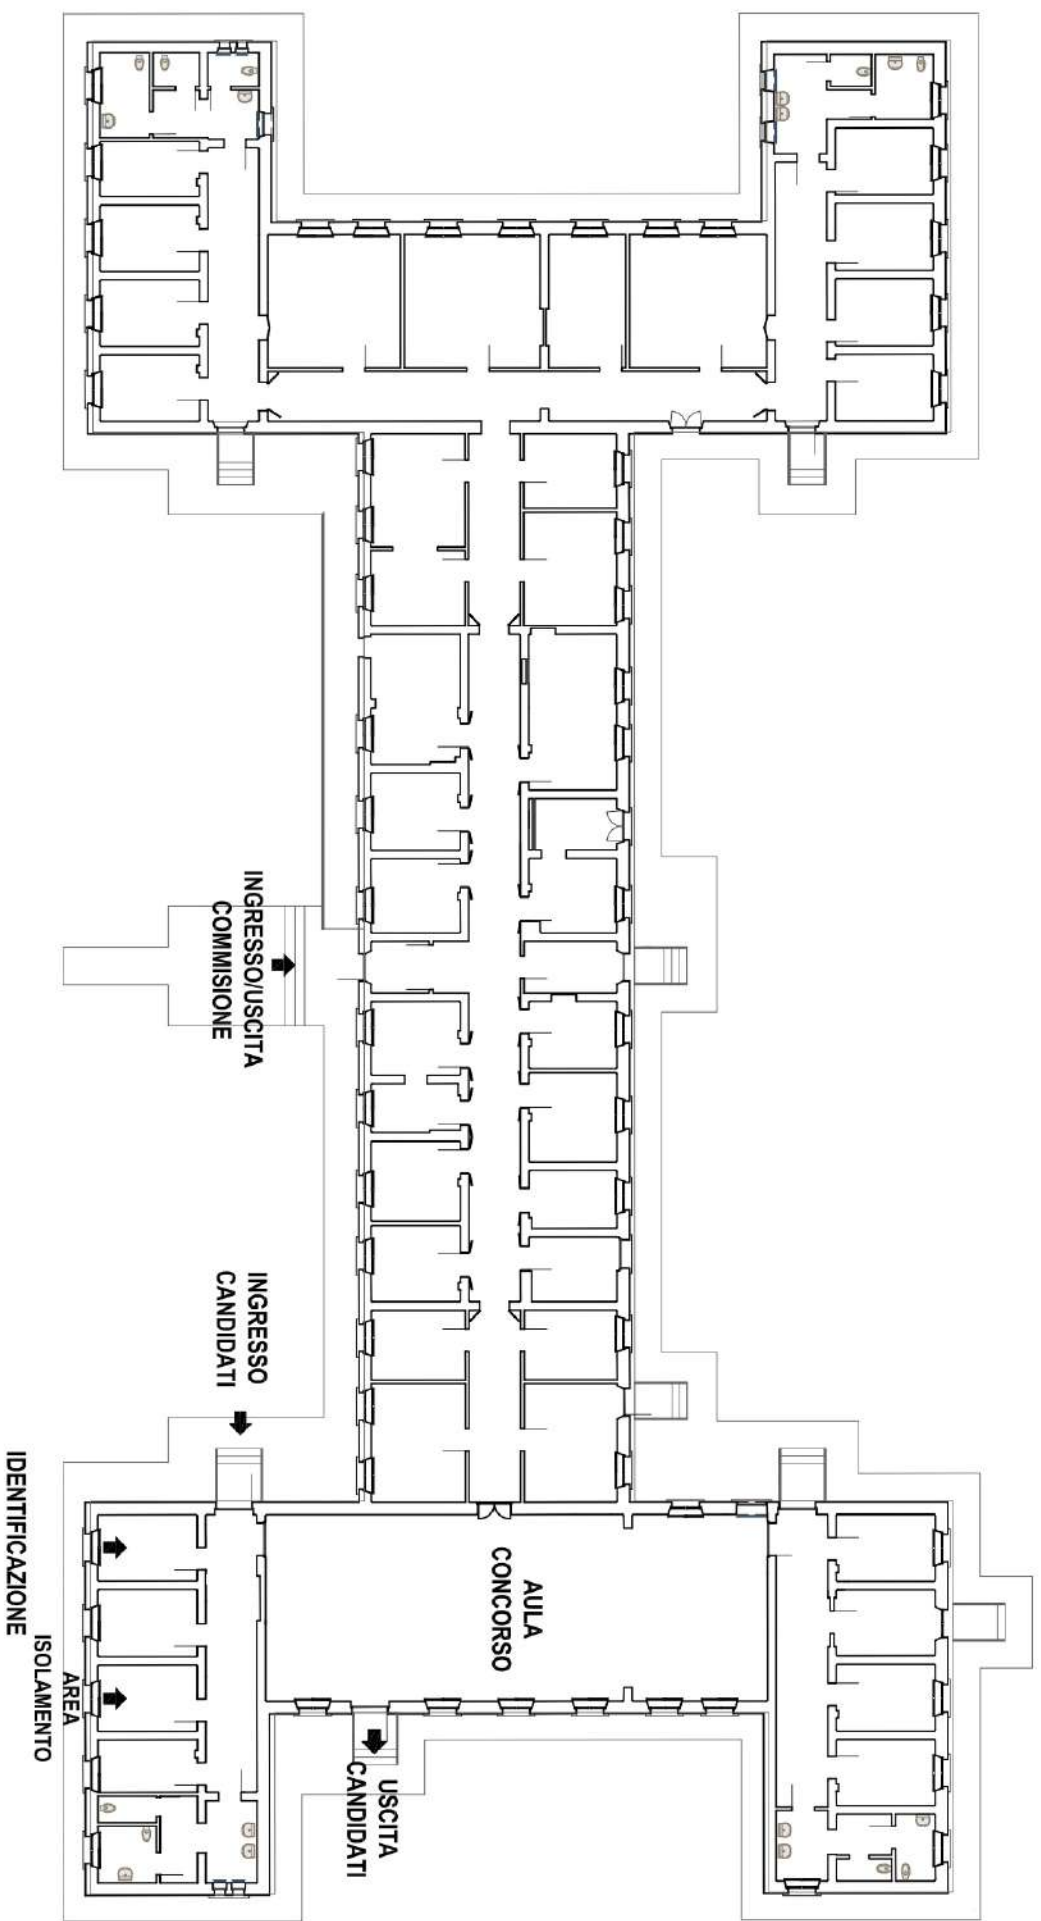 INGRESSO/USCITA
COMMISIONE
INGRESSO
CANDIDATI
IDENTIFICAZIONE
ISOLAMENTO
AREA
AULA
CONCORSO
USCITA
CANDIDATI